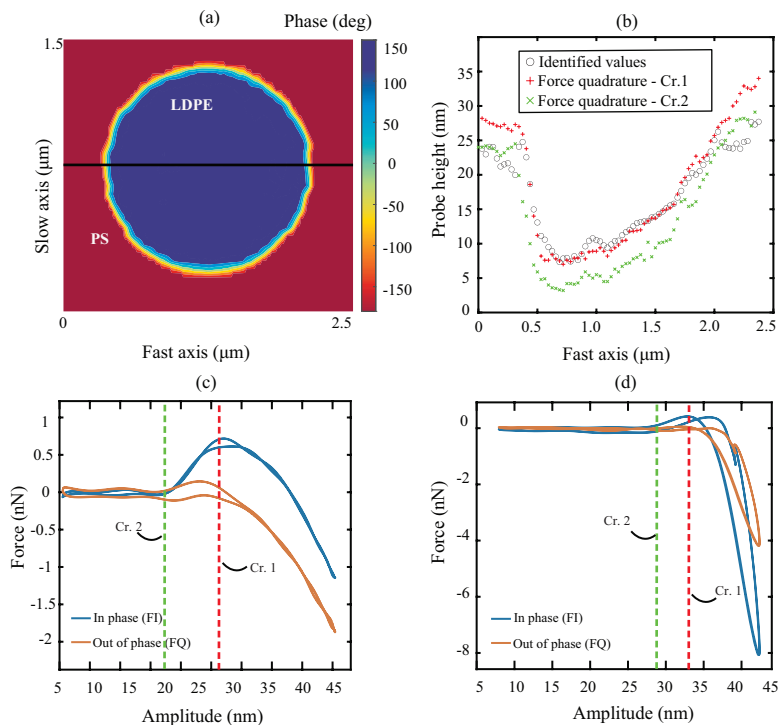 (a)
Phase (deg)
1.5
LDPE
PS
Slow axis (μm)
0
2.5
Fast axis (μm)
150
100
50
0
-50
-100
-150
(b)
Identified values
Force quadrature - Cr.1
Force quadrature - Cr.2
40
35
30
25
20
15
10
5
0
Probe height (nm)
0 0.5 1.0 1.5 2.0 2.5
Fast axis (μm)
(c)
1
0.5
0
-0.5
-1
-1.5
-2
Force (nN)
Cr. 2
Cr. 1
In phase (FI)
Out of phase (FQ)
5 10 15 20 25 30 35 40 45
Amplitude (nm)
(d)
0
-2
-4
-6
-8
Force (nN)
Cr. 2
Cr. 1
In phase (FI)
Out of phase (FQ)
5 10 15 20 25 30 35 40 45
Amplitude (nm)